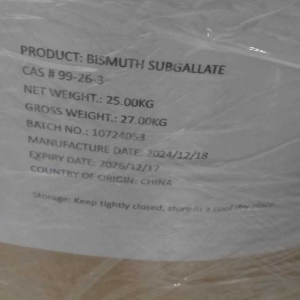 PRODUCT: BISMUTH SUBGALLATE
CAS # 99-26-3
NET WEIGHT.: 25.00KG
GROSS WEIGHT.: 27.00KG
BATCH NO.: 10724053
MANUFACTURE DATE: 2024/12/18
EXPIRY DATE: 2026/12/17
COUNTRY OF ORIGIN: CHINA
Storage: Keep tightly closed, store in a cool dry place.